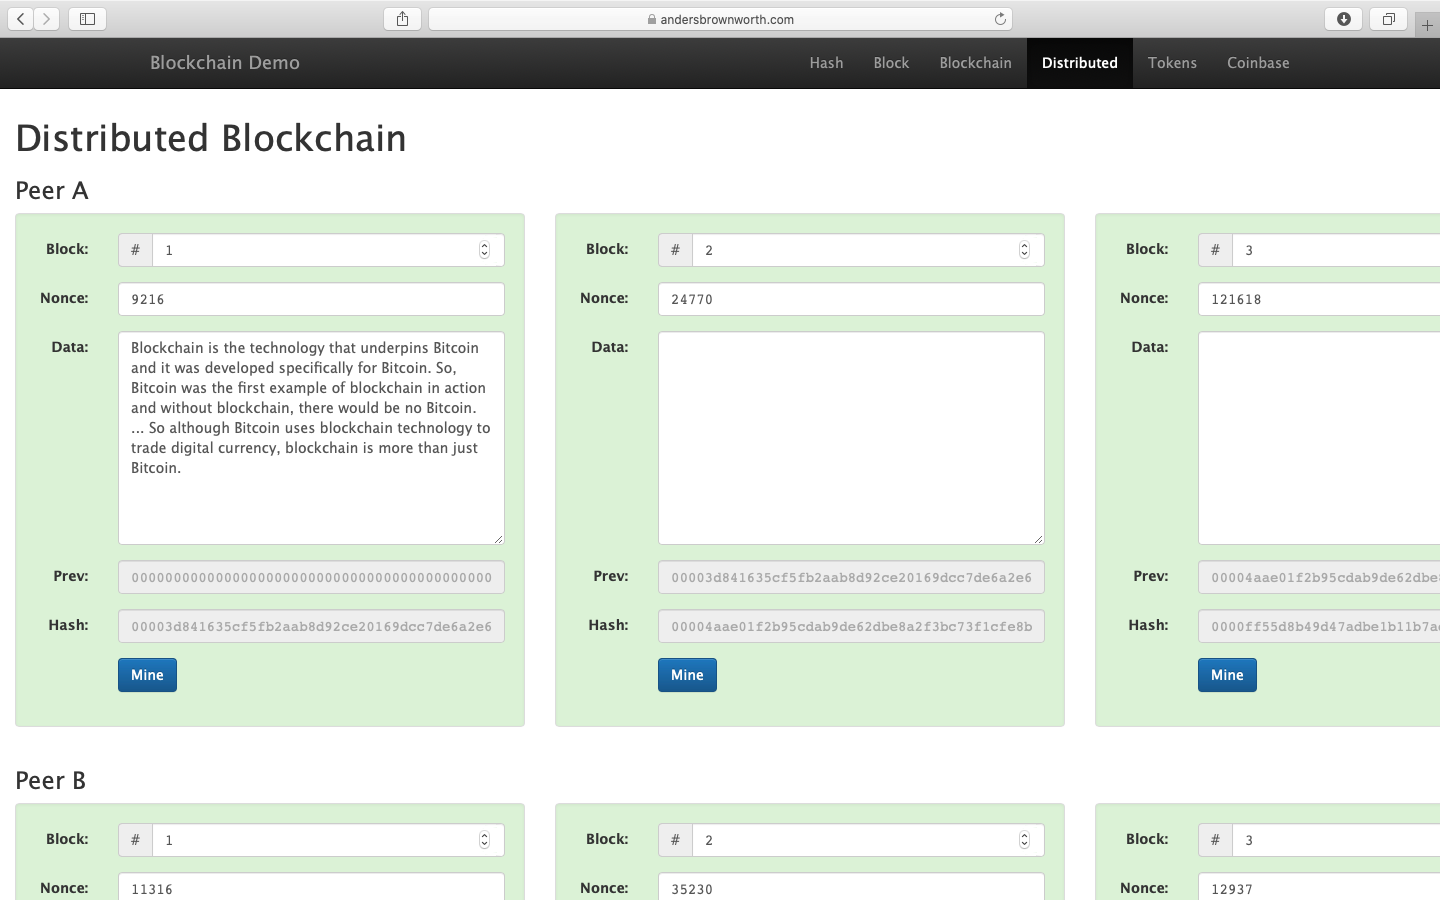 andersbrownworth.com
Blockchain Demo
Hash Block Blockchain Distributed Tokens Coinbase
Distributed Blockchain
Peer A
Block: # 1
Nonce: 9216
Data: Blockchain is the technology that underpins Bitcoin
and it was developed specifically for Bitcoin. So,
Bitcoin was the first example of blockchain in action
and without blockchain, there would be no Bitcoin.
... So although Bitcoin uses blockchain technology to
trade digital currency, blockchain is more than just
Bitcoin.
Prev: 00000000000000000000000000000000000000000000
Hash: 00003d841635cf5fb2aab8d92ce20169dcc7de6a2e6
Mine
Block: # 2
Nonce: 24770
Data:
Prev: 00003d841635cf5fb2aab8d92ce20169dcc7de6a2e6
Hash: 00004aae01f2b95cdab9de62dbe8a2f3bc73f1cfe8b
Mine
Block: # 3
Nonce: 121618
Data:
Prev: 00004aae01f2b95cdab9de62dbe
Hash: 0000ff55d8b49d47adbe1b11b7a
Mine
Peer B
Block: # 1
Nonce: 11316
Block: # 2
Nonce: 35230
Block: # 3
Nonce: 12937